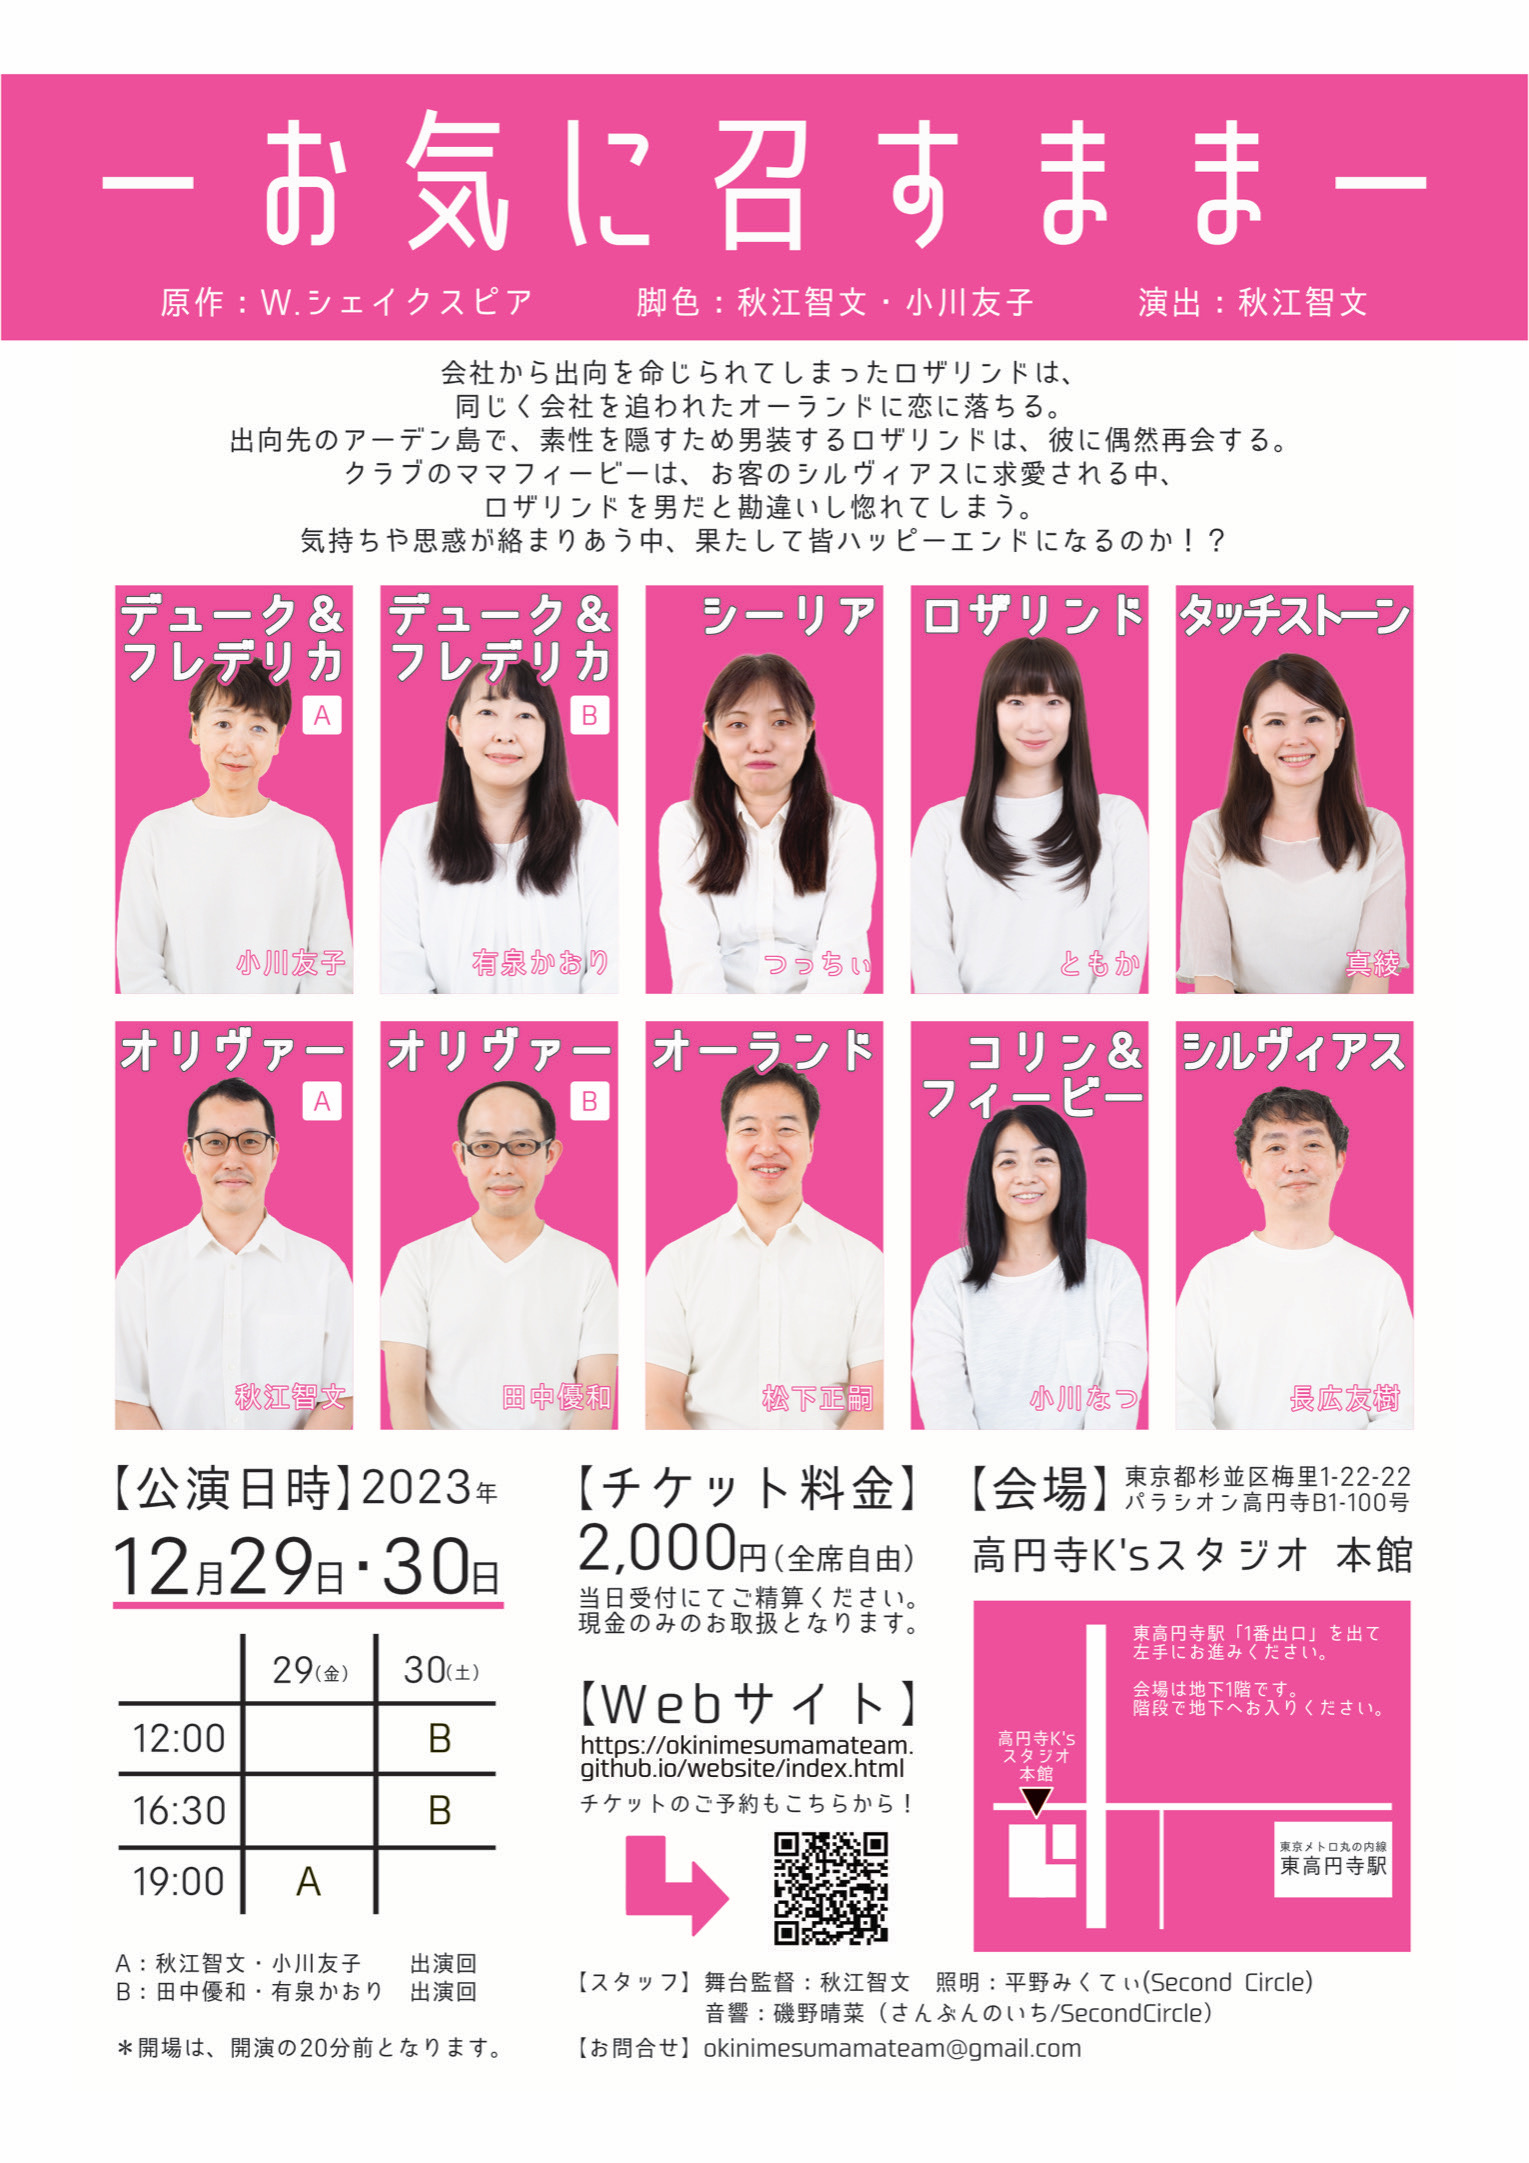 ーお気に召すままー
原作：W.シェイクスピア　脚色：秋江智文・小川友子　演出：秋江智文
会社から出向を命じられてしまったロザリンドは、
同じく会社を追われたオーランドに恋に落ちる。
出向先のアーデン島で、素性を隠すため男装するロザリンドは、彼に偶然再会する。
クラブのママフィービーは、お客のシルヴィアスに求愛される中、
ロザリンドを男だと勘違いし惚れてしまう。
気持ちや思惑が絡まりあう中、果たして皆ハッピーエンドになるのか！？
デューク&
フレデリカ
A
小川友子
デューク&
フレデリカ
B
有泉かおり
シーリア
つっちぃ
ロザリンド
ともか
タッチストーン
真綾
オリヴァー
A
秋江智文
オリヴァー
B
田中優和
オーランド
松下正嗣
コリン&
フィービー
小川なつ
シルヴィアス
長広友樹
【公演日時】2023年
12月29日・30日
29(金) 30(土)
12:00 B
16:30 B
19:00 A
A：秋江智文・小川友子　出演回
B：田中優和・有泉かおり　出演回
＊開場は、開演の20分前となります。
【チケット料金】
2,000円(全席自由)
当日受付にてご精算ください。
現金のみのお取扱となります。
【Webサイト】
https://okinimesumamateam.
github.io/website/index.html
チケットのご予約もこちらから！
【会場】
東京都杉並区梅里1-22-22
パラシオン高円寺B1-100号
高円寺K'sスタジオ 本館
東高円寺駅「1番出口」を出て
左手にお進みください。
会場は地下1階です。
階段で地下へお入りください。
高円寺K's
スタジオ
本館
東京メトロ丸の内線
東高円寺駅
【スタッフ】舞台監督：秋江智文　照明：平野みくてぃ(Second Circle)
音響：磯野晴菜（さんぶんのいち/SecondCircle）
【お問合せ】okinimesumamateam@gmail.com